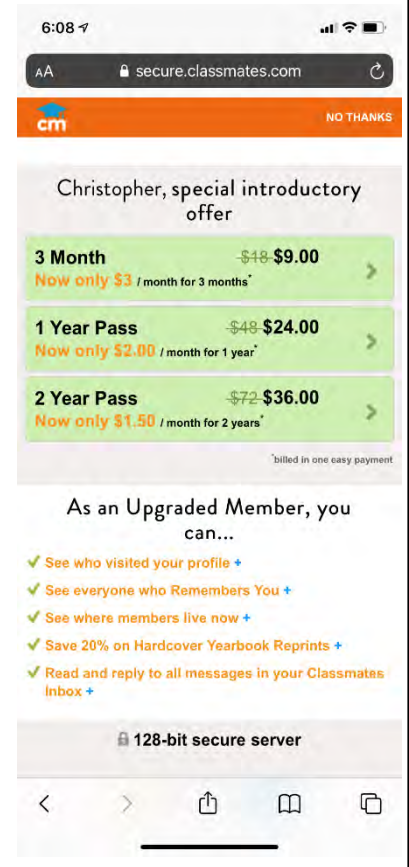 6:08
AA secure.classmates.com
cm NO THANKS
Christopher, special introductory
offer
3 Month $18 $9.00
Now only $3 / month for 3 months*
1 Year Pass $48 $24.00
Now only $2.00 / month for 1 year*
2 Year Pass $72 $36.00
Now only $1.50 / month for 2 years*
*billed in one easy payment
As an Upgraded Member, you
can...
See who visited your profile +
See everyone who Remembers You +
See where members live now +
Save 20% on Hardcover Yearbook Reprints +
Read and reply to all messages in your Classmates
Inbox +
128-bit secure server